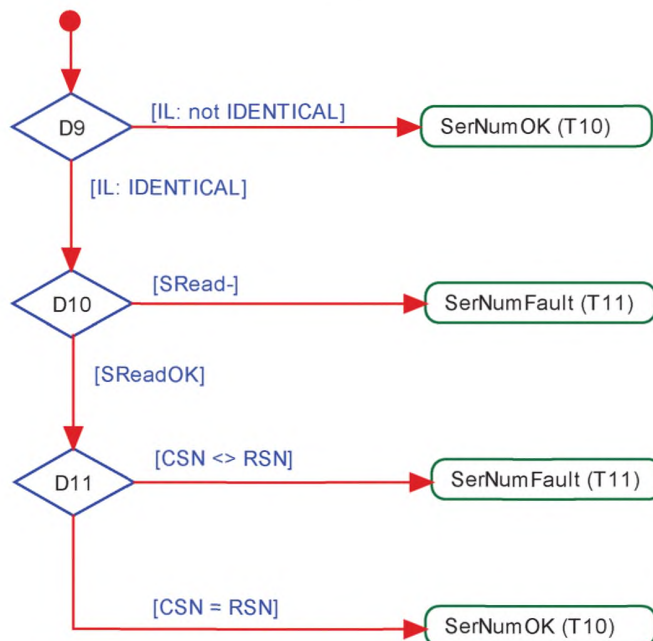 [IL: not IDENTICAL]
D9
SerNumOK (T10)
[IL: IDENTICAL]
[SRead-]
D10
SerNumFault (T11)
[SReadOK]
[CSN <> RSN]
D11
SerNumFault (T11)
[CSN = RSN]
SerNumOK (T10)